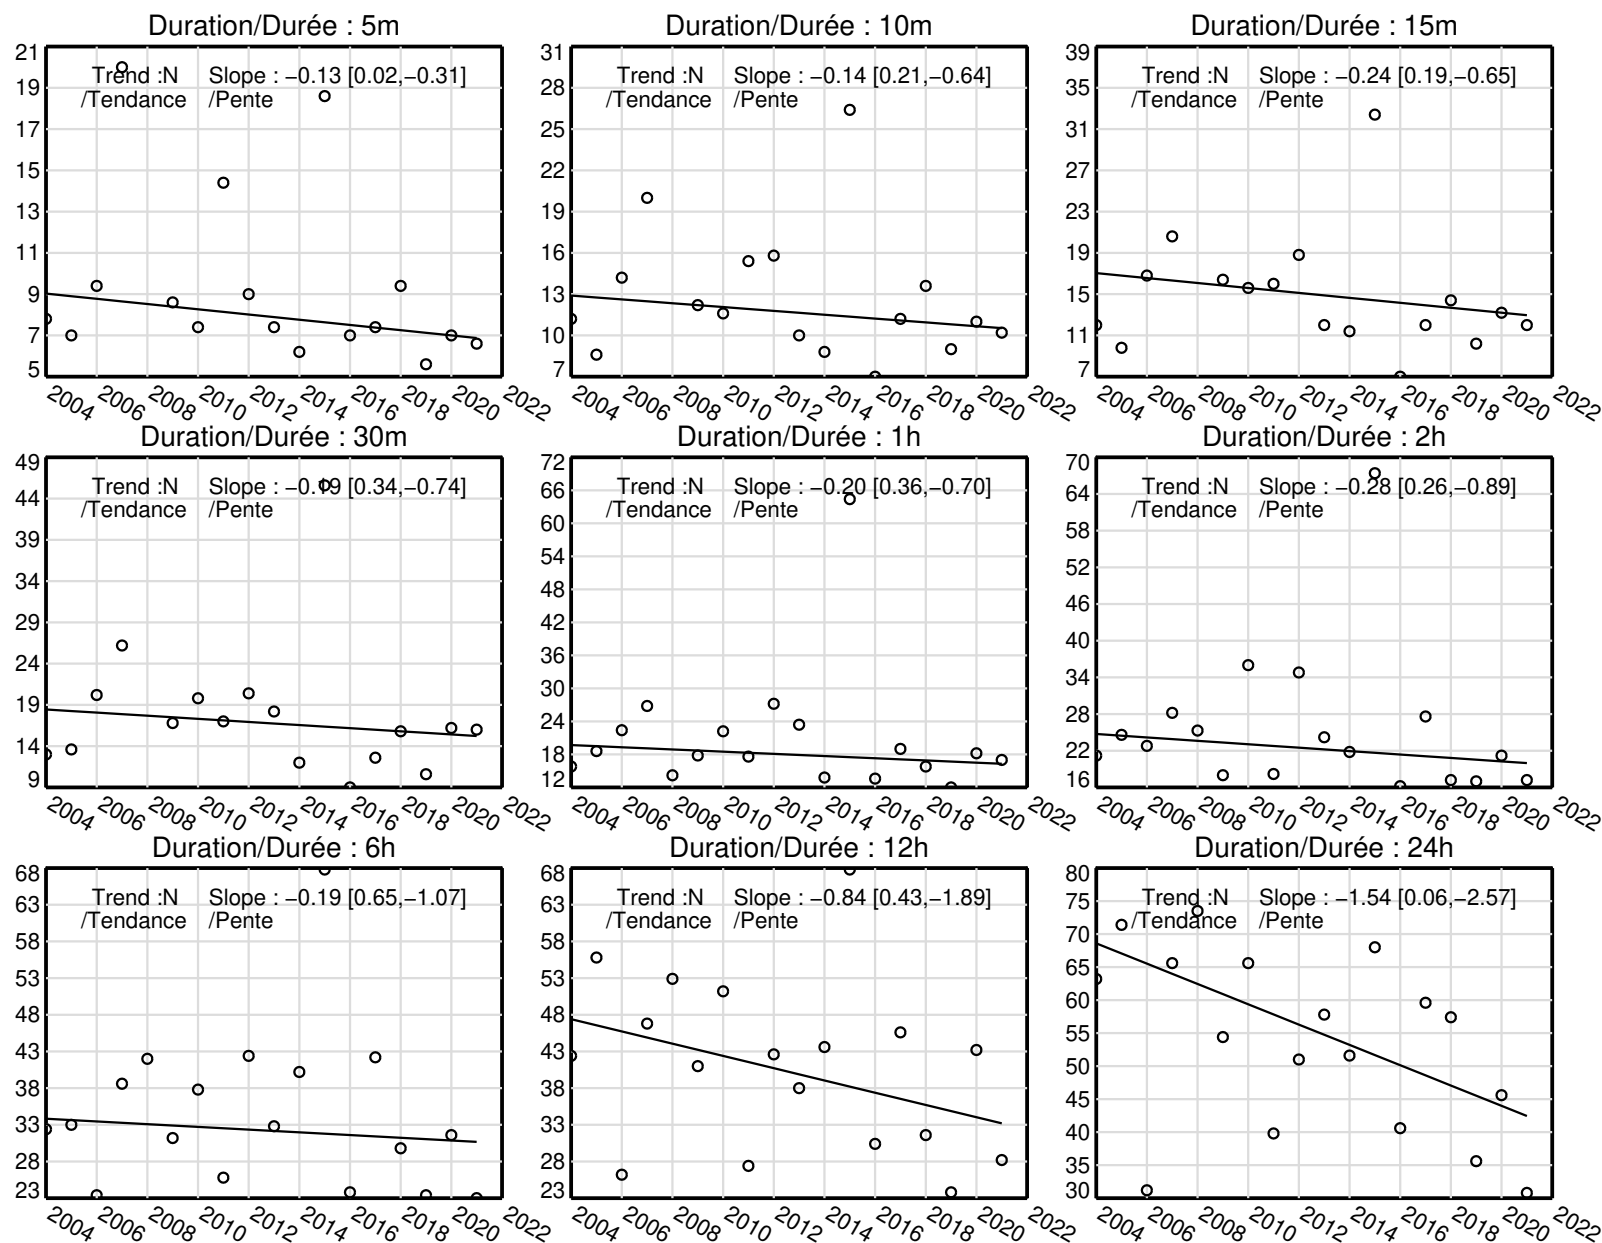 Duration/Durée : 5m
21
19
17
15
13
11
9
7
5
Trend :N Slope : −0.13 [0.02,−0.31]
/Tendance /Pente
2004 2006 2008 2010 2012 2014 2016 2018 2020 2022
Duration/Durée : 10m
31
28
25
22
19
16
13
10
7
Trend :N Slope : −0.14 [0.21,−0.64]
/Tendance /Pente
2004 2006 2008 2010 2012 2014 2016 2018 2020 2022
Duration/Durée : 15m
39
35
31
27
23
19
15
11
7
Trend :N Slope : −0.24 [0.19,−0.65]
/Tendance /Pente
2004 2006 2008 2010 2012 2014 2016 2018 2020 2022
Duration/Durée : 30m
49
44
39
34
29
24
19
14
9
Trend :N Slope : −0.19 [0.34,−0.74]
/Tendance /Pente
2004 2006 2008 2010 2012 2014 2016 2018 2020 2022
Duration/Durée : 1h
72
66
60
54
48
42
36
30
24
18
12
Trend :N Slope : −0.20 [0.36,−0.70]
/Tendance /Pente
2004 2006 2008 2010 2012 2014 2016 2018 2020 2022
Duration/Durée : 2h
70
64
58
52
46
40
34
28
22
16
Trend :N Slope : −0.28 [0.26,−0.89]
/Tendance /Pente
2004 2006 2008 2010 2012 2014 2016 2018 2020 2022
Duration/Durée : 6h
68
63
58
53
48
43
38
33
28
23
Trend :N Slope : −0.19 [0.65,−1.07]
/Tendance /Pente
2004 2006 2008 2010 2012 2014 2016 2018 2020 2022
Duration/Durée : 12h
68
63
58
53
48
43
38
33
28
23
Trend :N Slope : −0.84 [0.43,−1.89]
/Tendance /Pente
2004 2006 2008 2010 2012 2014 2016 2018 2020 2022
Duration/Durée : 24h
80
75
70
65
60
55
50
45
40
35
30
Trend :N Slope : −1.54 [0.06,−2.57]
/Tendance /Pente
2004 2006 2008 2010 2012 2014 2016 2018 2020 2022